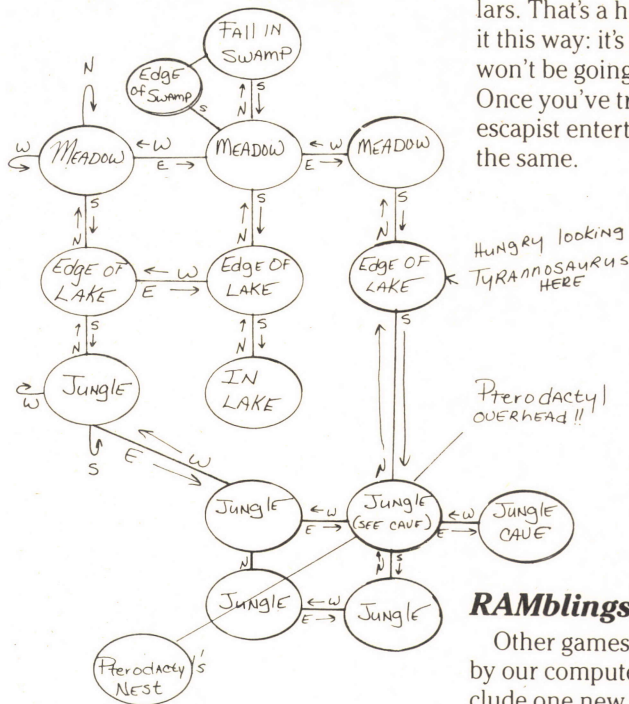 lars. That's a h
it this way: it's
won't be going
Once you've tr
escapist entert
the same.
FALL IN
SWAMP
Edge
of SWAMP
S
N
S
N
W
MEADOW
← W
E →
MEADOW
← W
E →
MEADOW
S
N
S
N
S
N
Edge OF
LAKE
← W
E →
Edge OF
LAKE
Edge OF
LAKE
HUNGRY looking
TYRANNOSAURUS
HERE
S
N
S
N
S
JUNGLE
W
S
IN
LAKE
E
W
PterodActyl
OVERHEAD !!
N
JUNGlE
← W
E →
JUNGlE
(SEE CAVE)
← W
E →
JUNGlE
CAVE
N
N
S
JUNGlE
← W
E →
JUNGlE
PterodActyl's
NEST
RAMblings
Other games
by our compute
clude one new